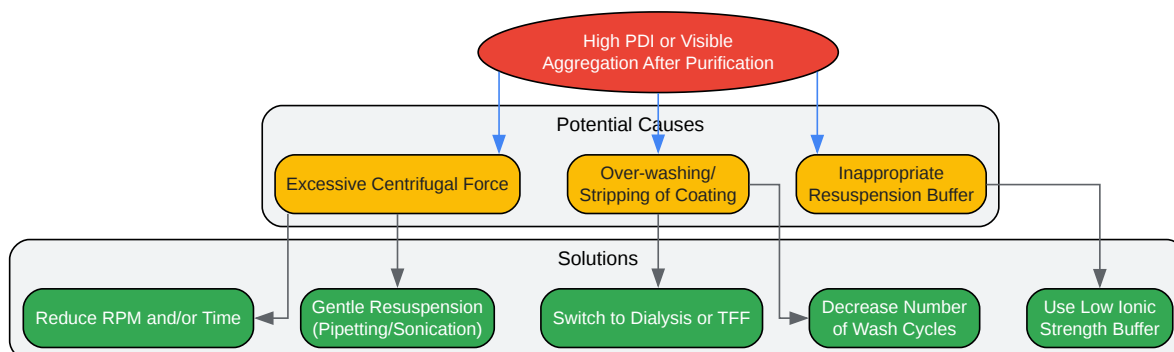 High PDI or Visible
Aggregation After Purification
Potential Causes
Excessive Centrifugal Force
Over-washing/
Stripping of Coating
Inappropriate
Resuspension Buffer
Solutions
Reduce RPM and/or Time
Gentle Resuspension
(Pipetting/Sonication)
Switch to Dialysis or TFF
Decrease Number
of Wash Cycles
Use Low Ionic
Strength Buffer